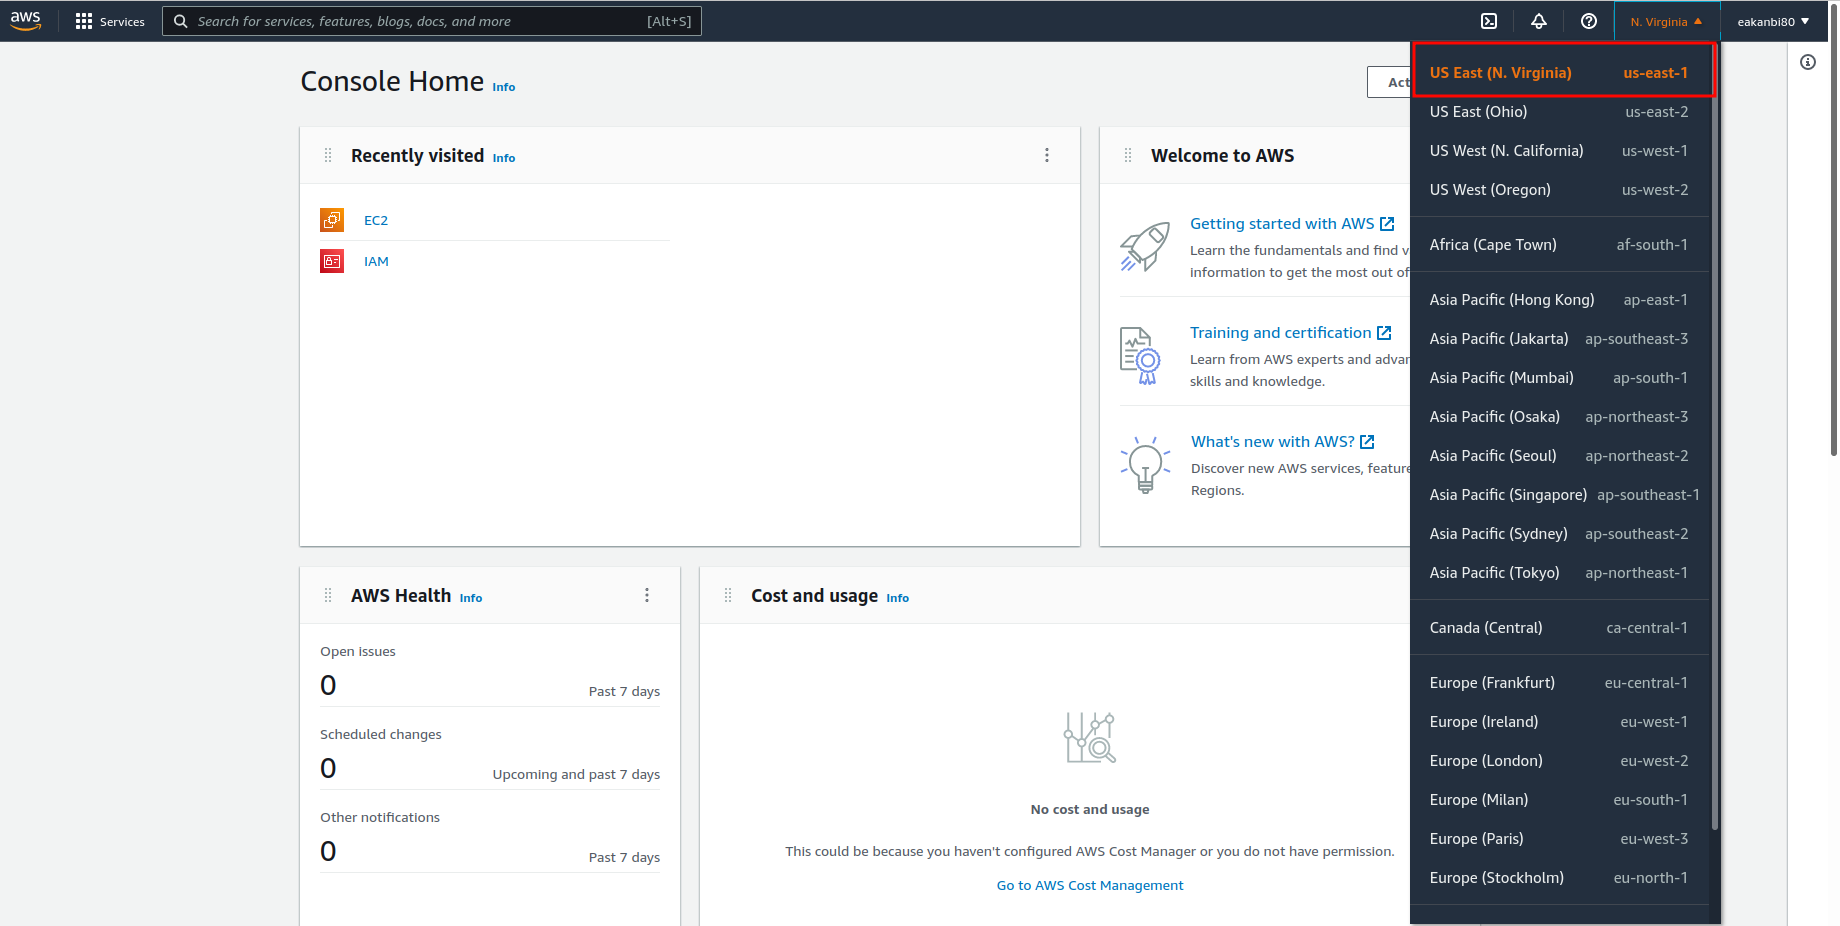 aws
Services
Search for services, features, blogs, docs, and more [Alt+S]
N. Virginia
eakanbi80
Console Home Info
Act
Recently visited Info
EC2
IAM
Welcome to AWS
Getting started with AWS
Learn the fundamentals and find v
information to get the most out of
Training and certification
Learn from AWS experts and advan
skills and knowledge.
What's new with AWS?
Discover new AWS services, feature
Regions.
AWS Health Info
Open issues
0 Past 7 days
Scheduled changes
0 Upcoming and past 7 days
Other notifications
0 Past 7 days
Cost and usage Info
No cost and usage
This could be because you haven't configured AWS Cost Manager or you do not have permission.
Go to AWS Cost Management
US East (N. Virginia) us-east-1
US East (Ohio) us-east-2
US West (N. California) us-west-1
US West (Oregon) us-west-2
Africa (Cape Town) af-south-1
Asia Pacific (Hong Kong) ap-east-1
Asia Pacific (Jakarta) ap-southeast-3
Asia Pacific (Mumbai) ap-south-1
Asia Pacific (Osaka) ap-northeast-3
Asia Pacific (Seoul) ap-northeast-2
Asia Pacific (Singapore) ap-southeast-1
Asia Pacific (Sydney) ap-southeast-2
Asia Pacific (Tokyo) ap-northeast-1
Canada (Central) ca-central-1
Europe (Frankfurt) eu-central-1
Europe (Ireland) eu-west-1
Europe (London) eu-west-2
Europe (Milan) eu-south-1
Europe (Paris) eu-west-3
Europe (Stockholm) eu-north-1